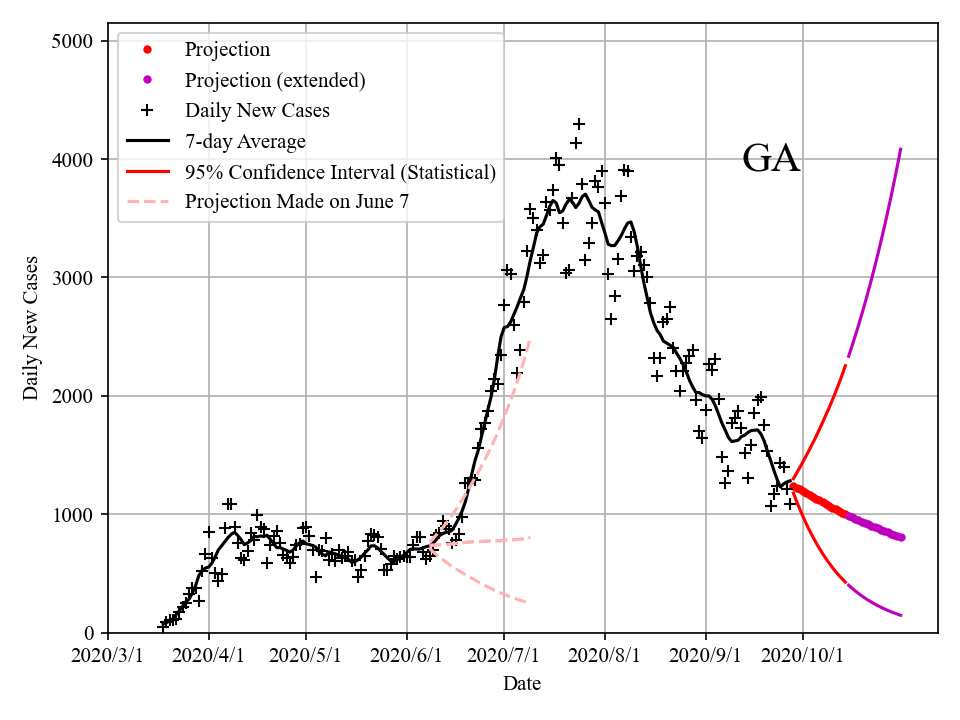 5000
4000
3000
2000
1000
0
Daily New Cases
Projection
Projection (extended)
Daily New Cases
7-day Average
95% Confidence Interval (Statistical)
Projection Made on June 7
GA
2020/3/1 2020/4/1 2020/5/1 2020/6/1 2020/7/1 2020/8/1 2020/9/1 2020/10/1
Date